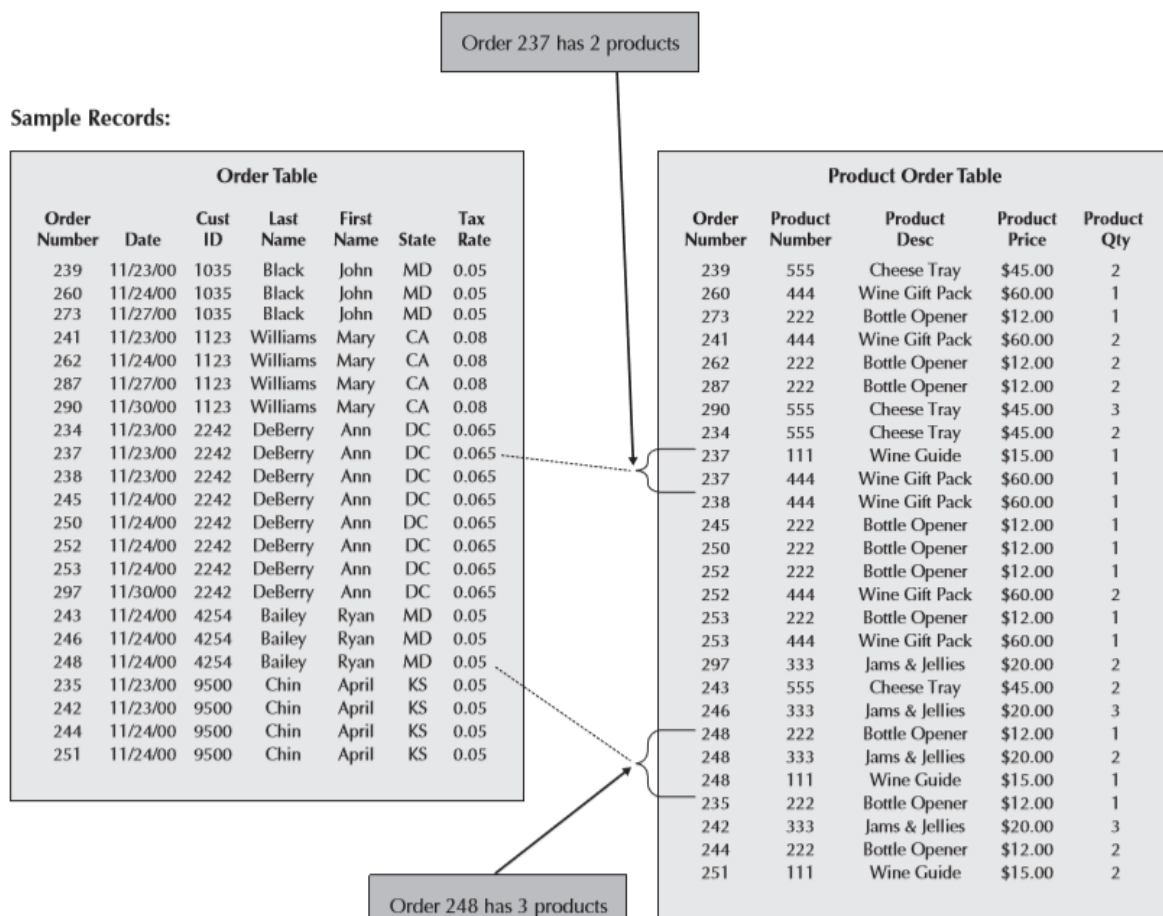 Order 237 has 2 products
Sample Records:
Order Table
Order Number Date Cust ID Last Name First Name State Tax Rate
239 11/23/00 1035 Black John MD 0.05
260 11/24/00 1035 Black John MD 0.05
273 11/27/00 1035 Black John MD 0.05
241 11/23/00 1123 Williams Mary CA 0.08
262 11/24/00 1123 Williams Mary CA 0.08
287 11/27/00 1123 Williams Mary CA 0.08
290 11/30/00 1123 Williams Mary CA 0.08
234 11/23/00 2242 DeBerry Ann DC 0.065
237 11/23/00 2242 DeBerry Ann DC 0.065
238 11/23/00 2242 DeBerry Ann DC 0.065
245 11/24/00 2242 DeBerry Ann DC 0.065
250 11/24/00 2242 DeBerry Ann DC 0.065
252 11/24/00 2242 DeBerry Ann DC 0.065
253 11/24/00 2242 DeBerry Ann DC 0.065
297 11/30/00 2242 DeBerry Ann DC 0.065
243 11/24/00 4254 Bailey Ryan MD 0.05
246 11/24/00 4254 Bailey Ryan MD 0.05
248 11/24/00 4254 Bailey Ryan MD 0.05
235 11/23/00 9500 Chin April KS 0.05
242 11/23/00 9500 Chin April KS 0.05
244 11/24/00 9500 Chin April KS 0.05
251 11/24/00 9500 Chin April KS 0.05
Product Order Table
Order Number Product Number Product Desc Product Price Product Qty
239 555 Cheese Tray $45.00 2
260 444 Wine Gift Pack $60.00 1
273 222 Bottle Opener $12.00 1
241 444 Wine Gift Pack $60.00 2
262 222 Bottle Opener $12.00 2
287 222 Bottle Opener $12.00 2
290 555 Cheese Tray $45.00 3
234 555 Cheese Tray $45.00 2
237 111 Wine Guide $15.00 1
237 444 Wine Gift Pack $60.00 1
238 444 Wine Gift Pack $60.00 1
245 222 Bottle Opener $12.00 1
250 222 Bottle Opener $12.00 1
252 222 Bottle Opener $12.00 1
252 444 Wine Gift Pack $60.00 2
253 222 Bottle Opener $12.00 1
253 444 Wine Gift Pack $60.00 1
297 333 Jams & Jellies $20.00 2
243 555 Cheese Tray $45.00 2
246 333 Jams & Jellies $20.00 3
248 222 Bottle Opener $12.00 1
248 333 Jams & Jellies $20.00 2
248 111 Wine Guide $15.00 1
235 222 Bottle Opener $12.00 1
242 333 Jams & Jellies $20.00 3
244 222 Bottle Opener $12.00 2
251 111 Wine Guide $15.00 2
Order 248 has 3 products